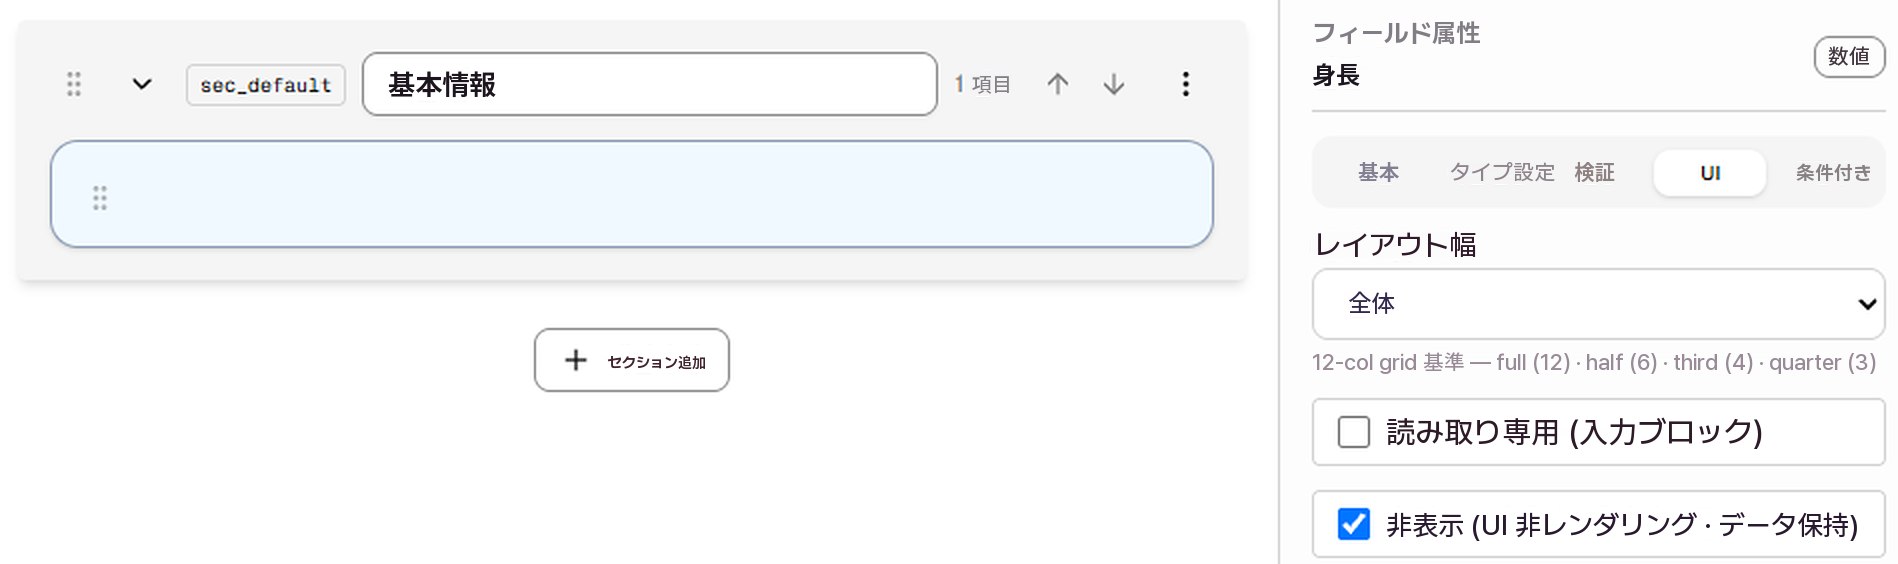 sec_default
基本情報
1 項目
セクション追加
フィールド属性
身長
数値
基本
タイプ設定
検証
UI
条件付き
レイアウト幅
全体
12-col grid 基準 — full (12) · half (6) · third (4) · quarter (3)
読み取り専用 (入力ブロック)
非表示 (UI 非レンダリング · データ保持)